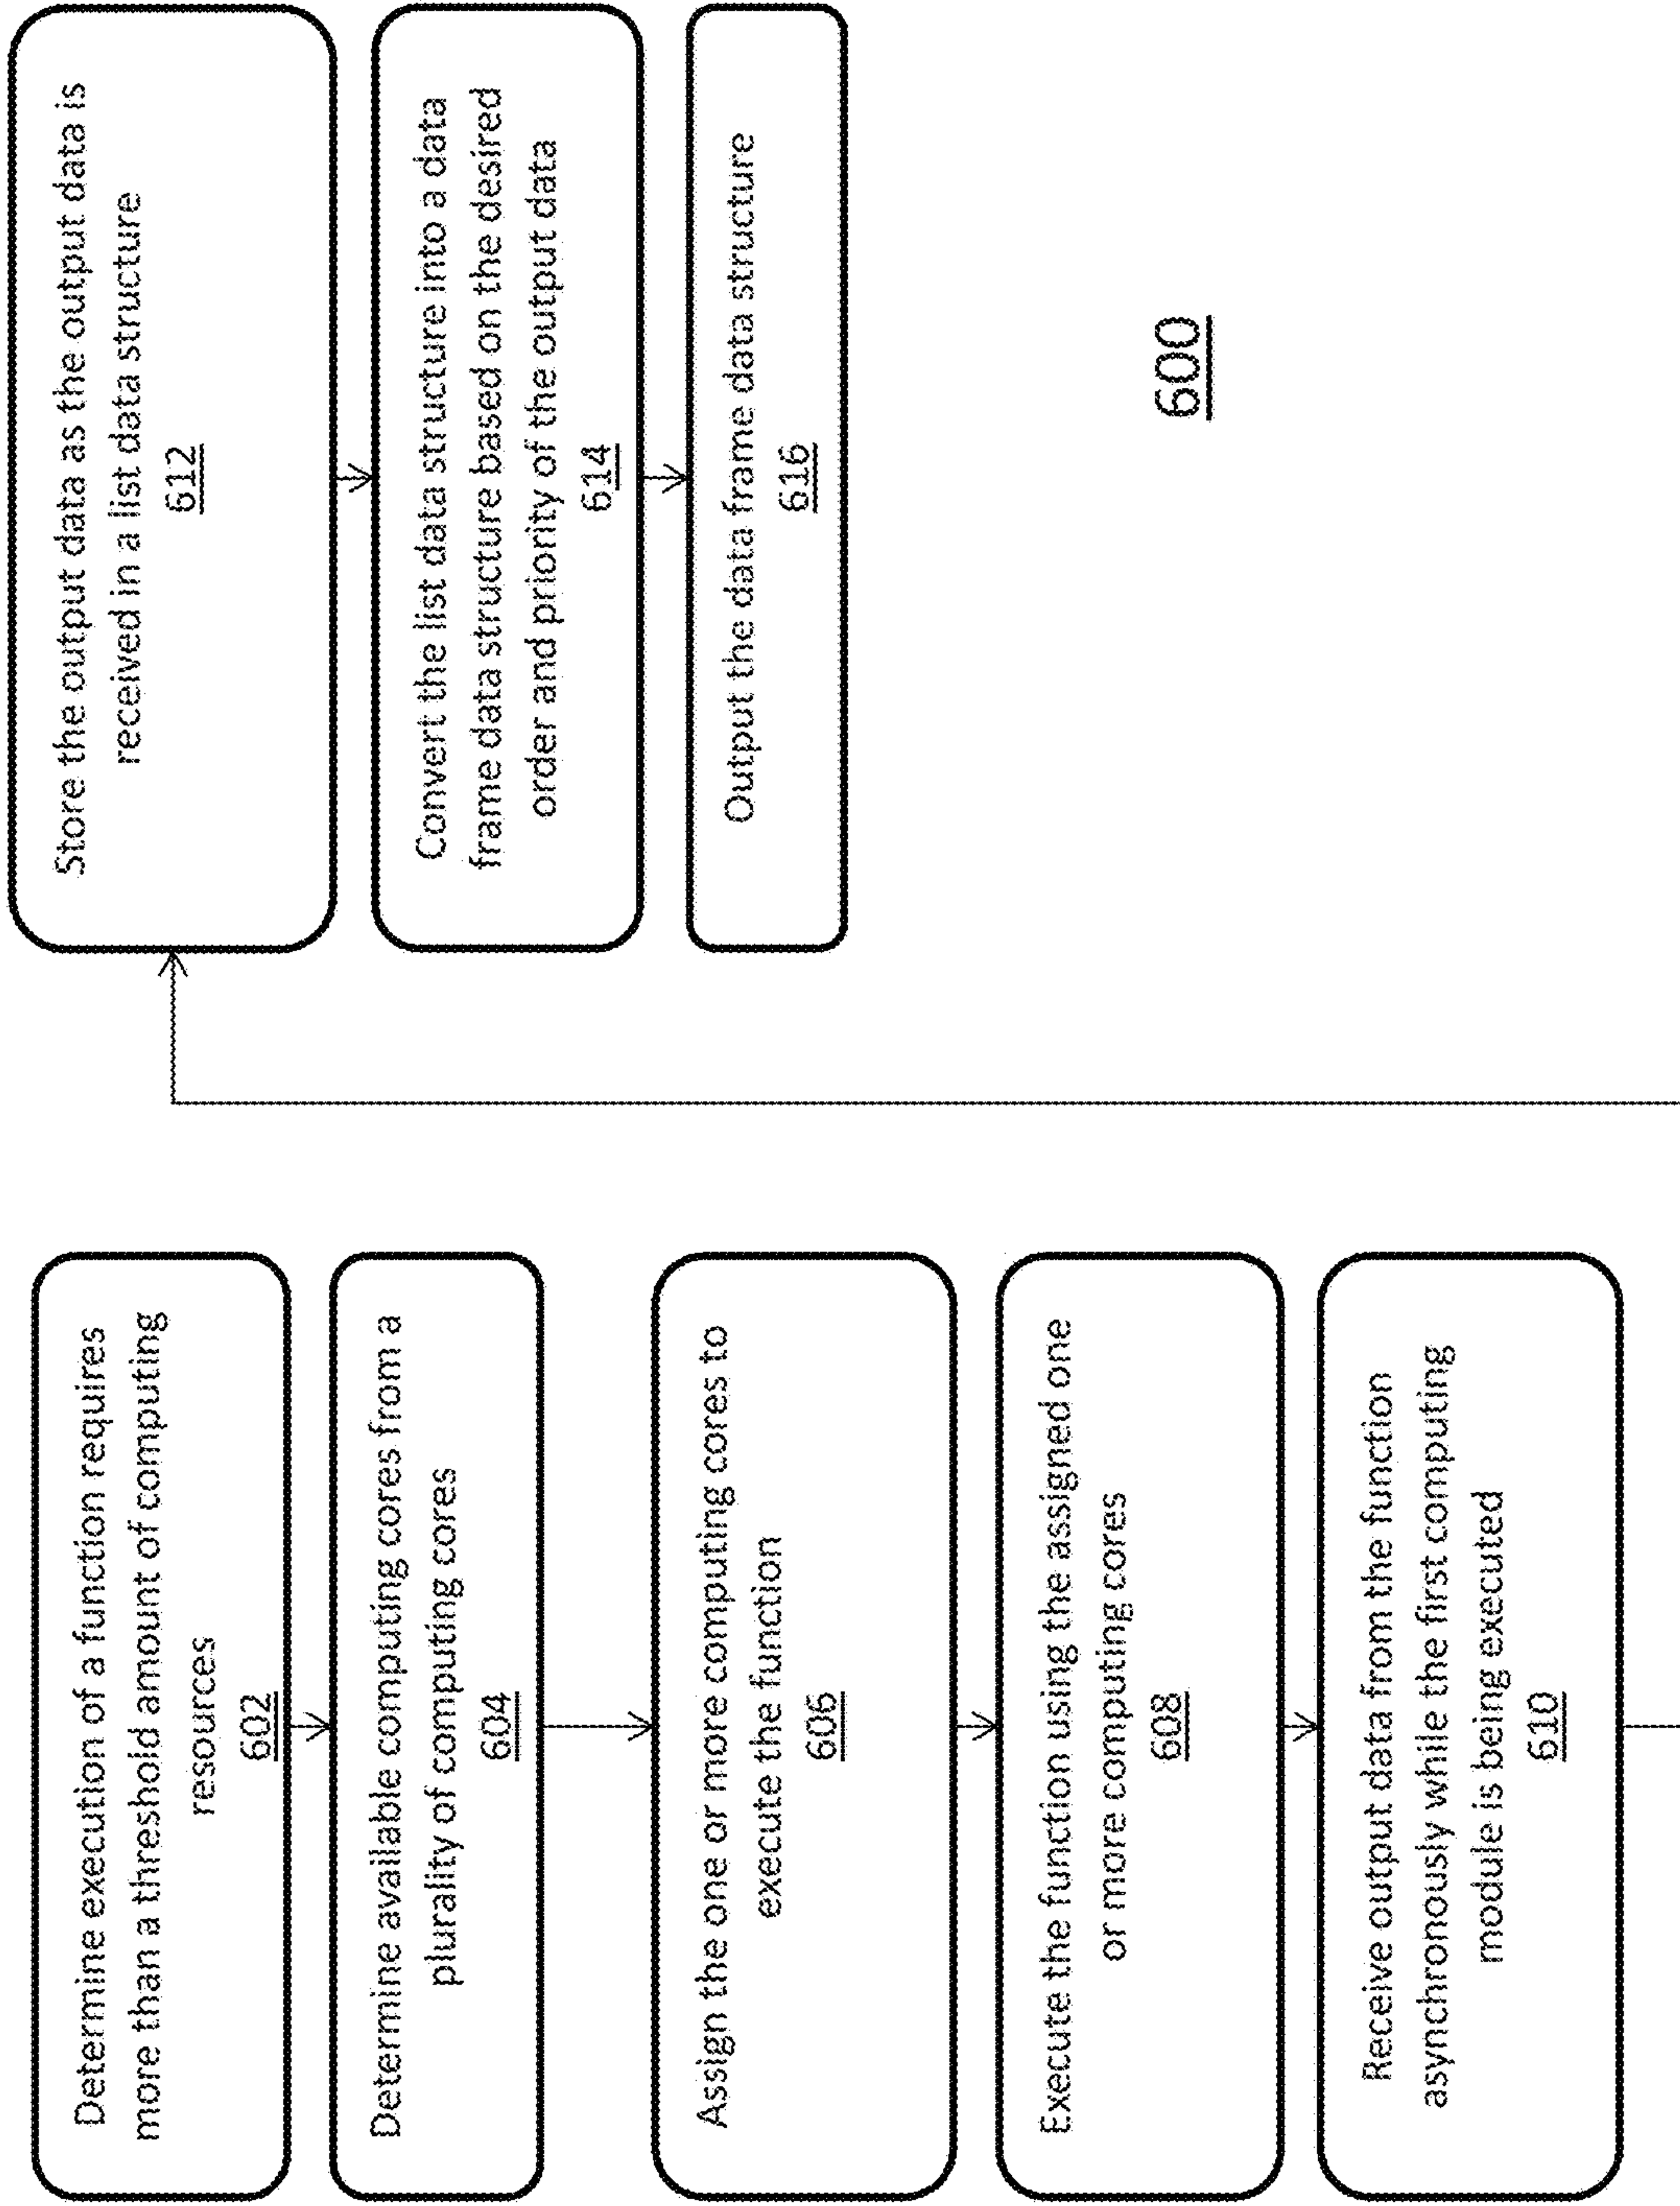 Determine execution of a function requires
more than a threshold amount of computing
resources
602
Determine available computing cores from a
plurality of computing cores
604
Assign the one or more computing cores to
execute the function
606
Execute the function using the assigned one
or more computing cores
608
Receive output data from the function
asynchronously while the first computing
module is being executed
610
Store the output data as the output data is
received in a list data structure
612
Convert the list data structure into a data
frame data structure based on the desired
order and priority of the output data
614
Output the data frame data structure
616
600